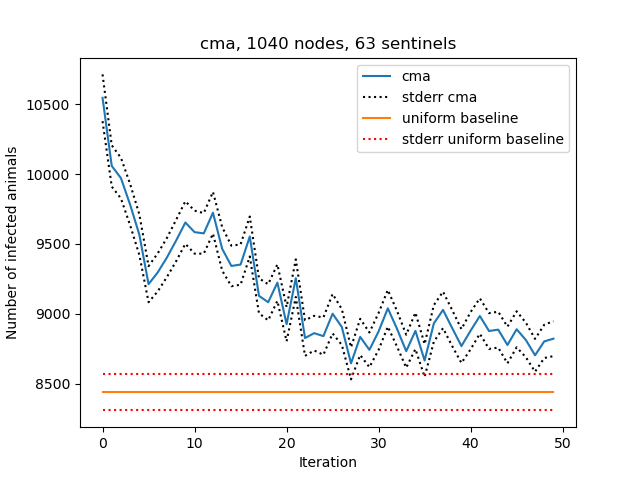 cma, 1040 nodes, 63 sentinels
cma
stderr cma
uniform baseline
stderr uniform baseline
Number of infected animals
10500
10000
9500
9000
8500
0 10 20 30 40 50
Iteration